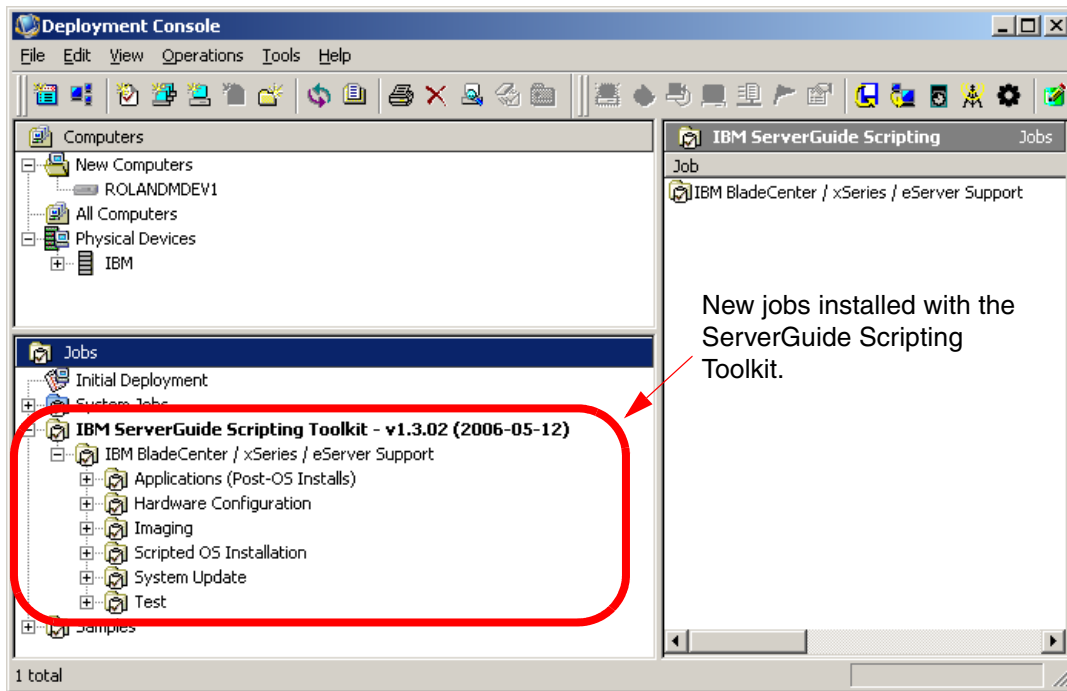 Deployment Console
File Edit View Operations Tools Help
Computers
New Computers
ROLANDMDEV1
All Computers
Physical Devices
IBM
Jobs
Initial Deployment
System Jobs
IBM ServerGuide Scripting Toolkit - v1.3.02 (2006-05-12)
IBM BladeCenter / xSeries / eServer Support
Applications (Post-OS Installs)
Hardware Configuration
Imaging
Scripted OS Installation
System Update
Test
Samples
IBM ServerGuide Scripting Jobs
Job
IBM BladeCenter / xSeries / eServer Support
New jobs installed with the
ServerGuide Scripting
Toolkit.
1 total